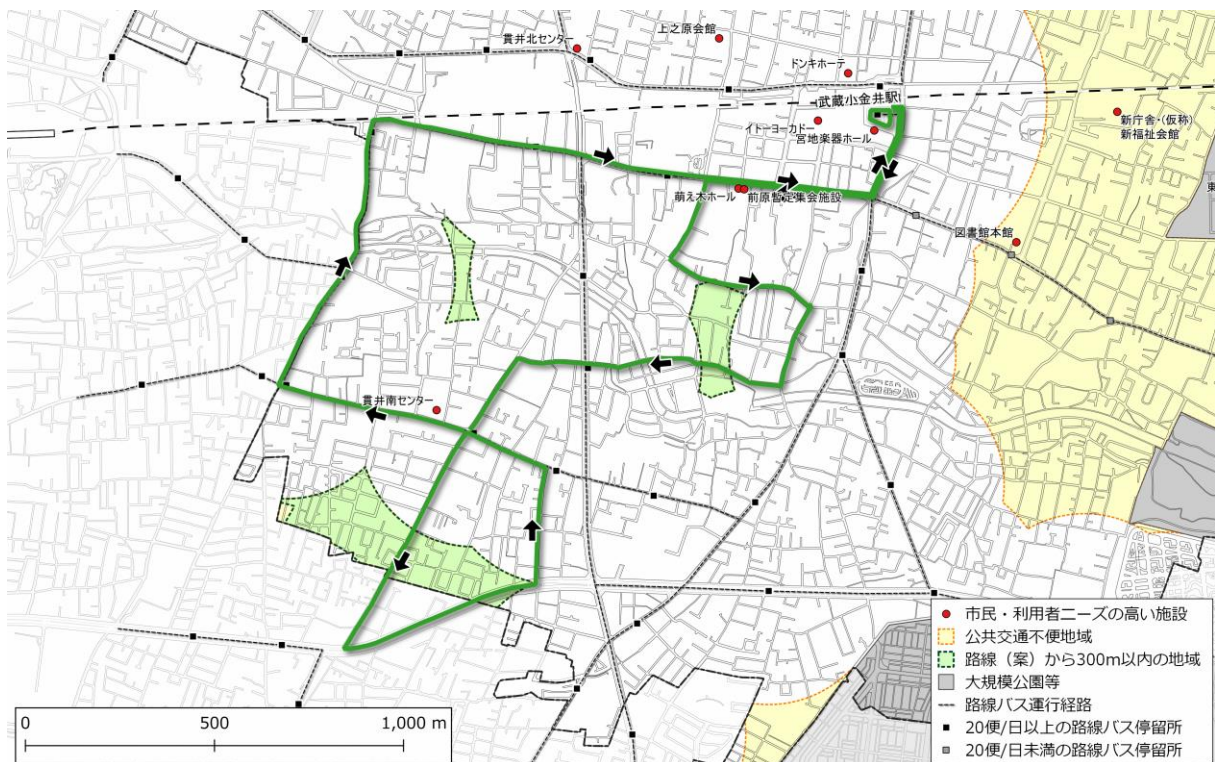 上之原会館
貫井北センター
ドンキホーテ
武蔵小金井駅
イトーヨーカドー
宮地楽器ホール
新庁舎・(仮称)
新福祉会館
萌え木ホール
前原暫定集会施設
図書館本館
貫井南センター
東
市民・利用者ニーズの高い施設
公共交通不便地域
路線（案）から300m以内の地域
大規模公園等
路線バス運行経路
20便/日以上の路線バス停留所
20便/日未満の路線バス停留所
0 500 1,000 m